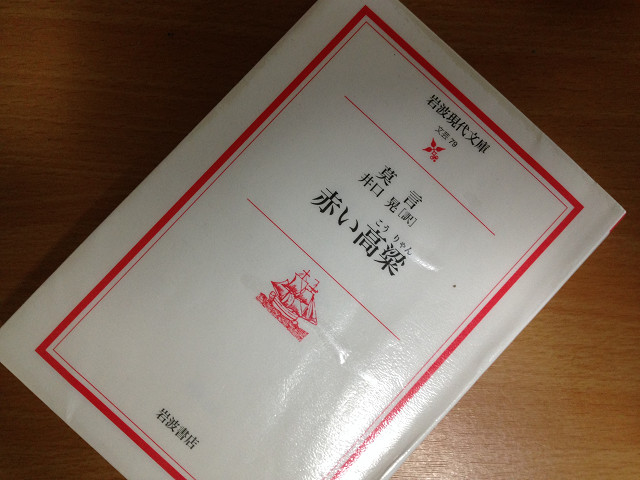 岩波現代文庫
文芸 79
莫言
井口 晃[訳]
こうりゃん
赤い高粱
岩波書店